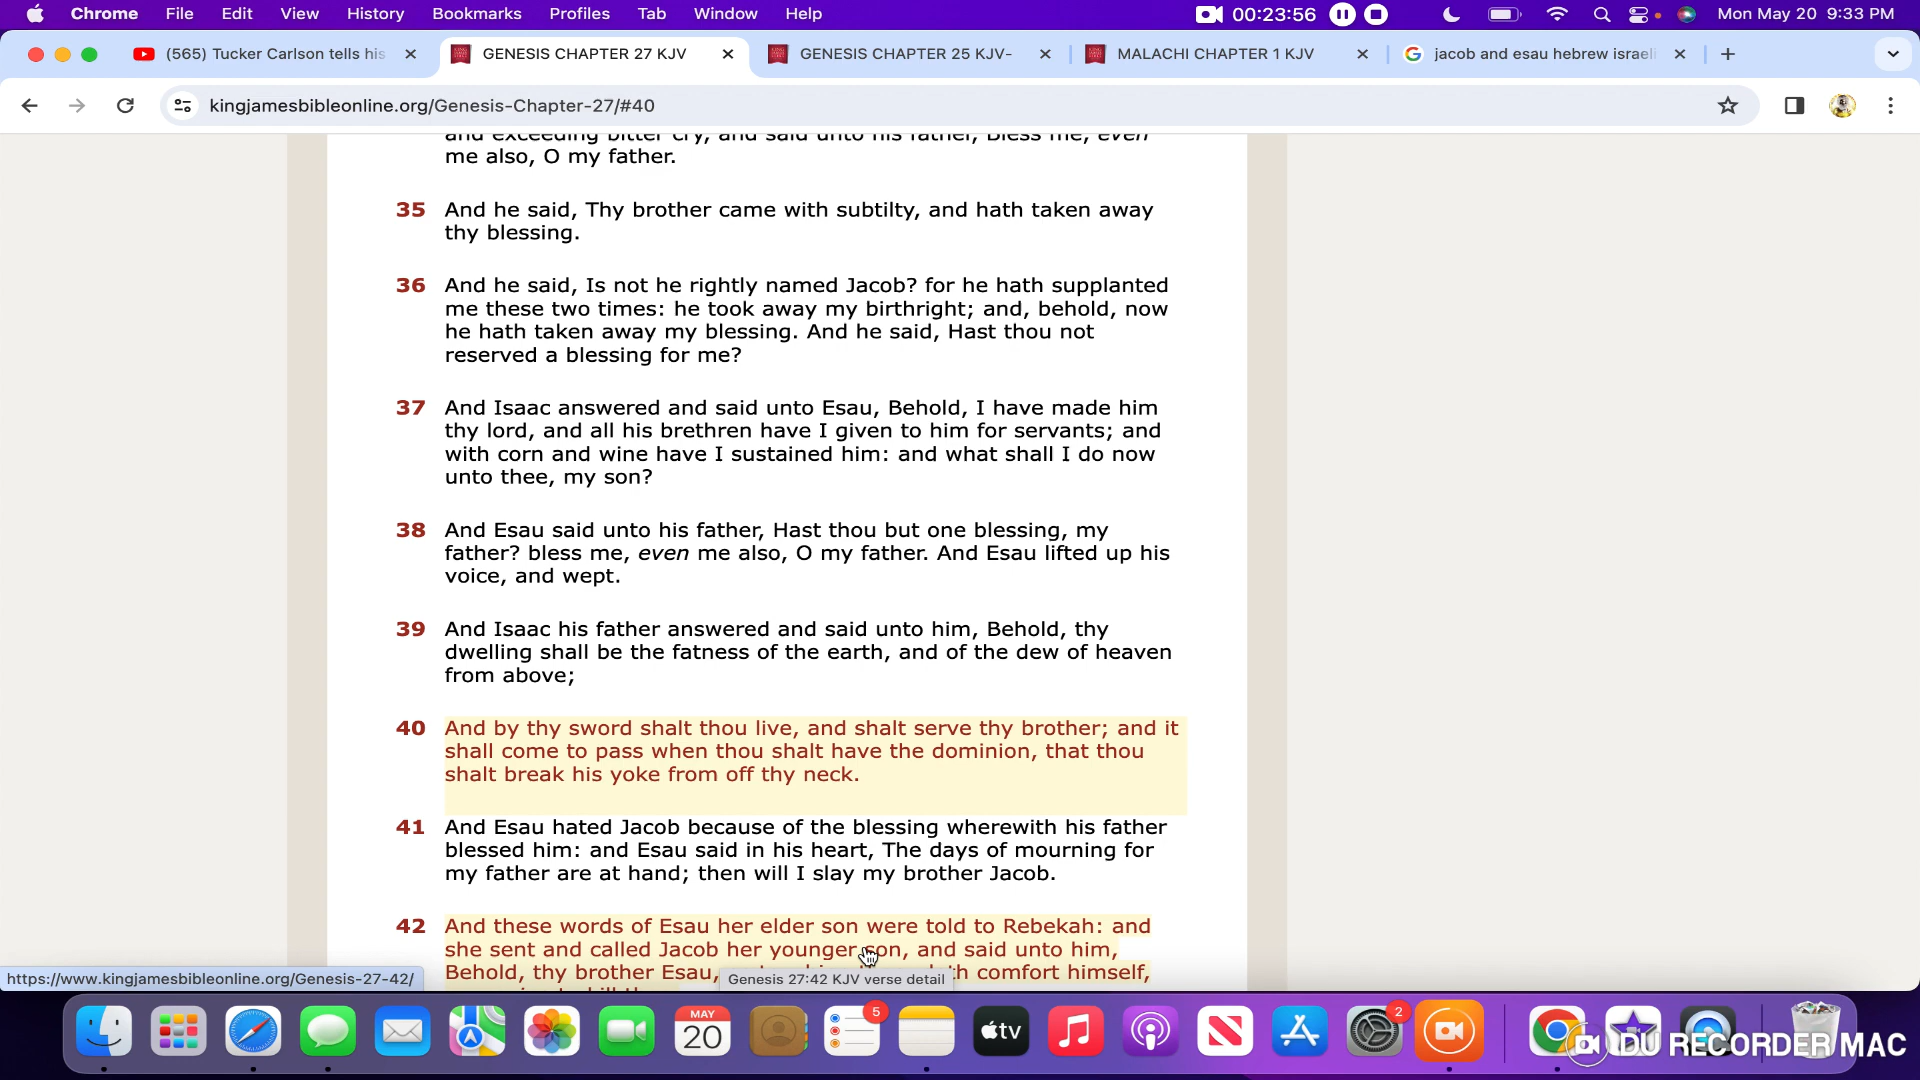 Chrome File Edit View History Bookmarks Profiles Tab Window Help 00:23:56 Mon May 20 9:33 PM
(565) Tucker Carlson tells his GENESIS CHAPTER 27 KJV GENESIS CHAPTER 25 KJV- MALACHI CHAPTER 1 KJV jacob and esau hebrew israeli
kingjamesbibleonline.org/Genesis-Chapter-27/#40
and exceeding bitter cry, and said unto his father, Bless me, even
me also, O my father.
35 And he said, Thy brother came with subtilty, and hath taken away
thy blessing.
36 And he said, Is not he rightly named Jacob? for he hath supplanted
me these two times: he took away my birthright; and, behold, now
he hath taken away my blessing. And he said, Hast thou not
reserved a blessing for me?
37 And Isaac answered and said unto Esau, Behold, I have made him
thy lord, and all his brethren have I given to him for servants; and
with corn and wine have I sustained him: and what shall I do now
unto thee, my son?
38 And Esau said unto his father, Hast thou but one blessing, my
father? bless me, even me also, O my father. And Esau lifted up his
voice, and wept.
39 And Isaac his father answered and said unto him, Behold, thy
dwelling shall be the fatness of the earth, and of the dew of heaven
from above;
40 And by thy sword shalt thou live, and shalt serve thy brother; and it
shall come to pass when thou shalt have the dominion, that thou
shalt break his yoke from off thy neck.
41 And Esau hated Jacob because of the blessing wherewith his father
blessed him: and Esau said in his heart, The days of mourning for
my father are at hand; then will I slay my brother Jacob.
42 And these words of Esau her elder son were told to Rebekah: and
she sent and called Jacob her younger son, and said unto him,
Behold, thy brother Esau, comfort himself,
https://www.kingjamesbibleonline.org/Genesis-27-42/
Genesis 27:42 KJV verse detail
5
MAY
20
tv
2
DU RECORDER MAC